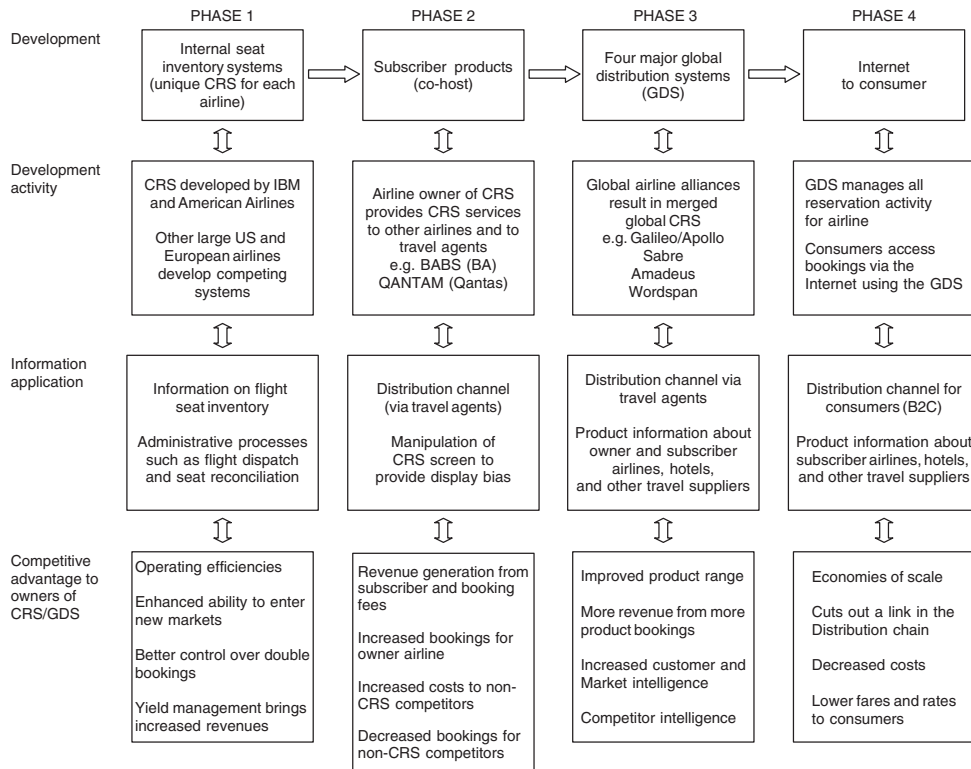 PHASE 1
PHASE 2
PHASE 3
PHASE 4
Development
Internal seat
inventory systems
(unique CRS for each
airline)
Subscriber products
(co-host)
Four major global
distribution systems
(GDS)
Internet
to consumer
Development
activity
CRS developed by IBM
and American Airlines
Other large US and
European airlines
develop competing
systems
Airline owner of CRS
provides CRS services
to other airlines and to
travel agents
e.g. BABS (BA)
QANTAM (Qantas)
Global airline alliances
result in merged
global CRS
e.g. Galileo/Apollo
Sabre
Amadeus
Wordspan
GDS manages all
reservation activity
for airline
Consumers access
bookings via the
Internet using the GDS
Information
application
Information on flight
seat inventory
Administrative processes
such as flight dispatch
and seat reconciliation
Distribution channel
(via travel agents)
Manipulation of
CRS screen to
provide display bias
Distribution channel via
travel agents
Product information about
owner and subscriber
airlines, hotels,
and other travel suppliers
Distribution channel for
consumers (B2C)
Product information about
subscriber airlines, hotels,
and other travel suppliers
Competitive
advantage to
owners of
CRS/GDS
Operating efficiencies
Enhanced ability to enter
new markets
Better control over double
bookings
Yield management brings
increased revenues
Revenue generation from
subscriber and booking
fees
Increased bookings for
owner airline
Increased costs to non-
CRS competitors
Decreased bookings for
non-CRS competitors
Improved product range
More revenue from more
product bookings
Increased customer and
Market intelligence
Competitor intelligence
Economies of scale
Cuts out a link in the
Distribution chain
Decreased costs
Lower fares and rates
to consumers